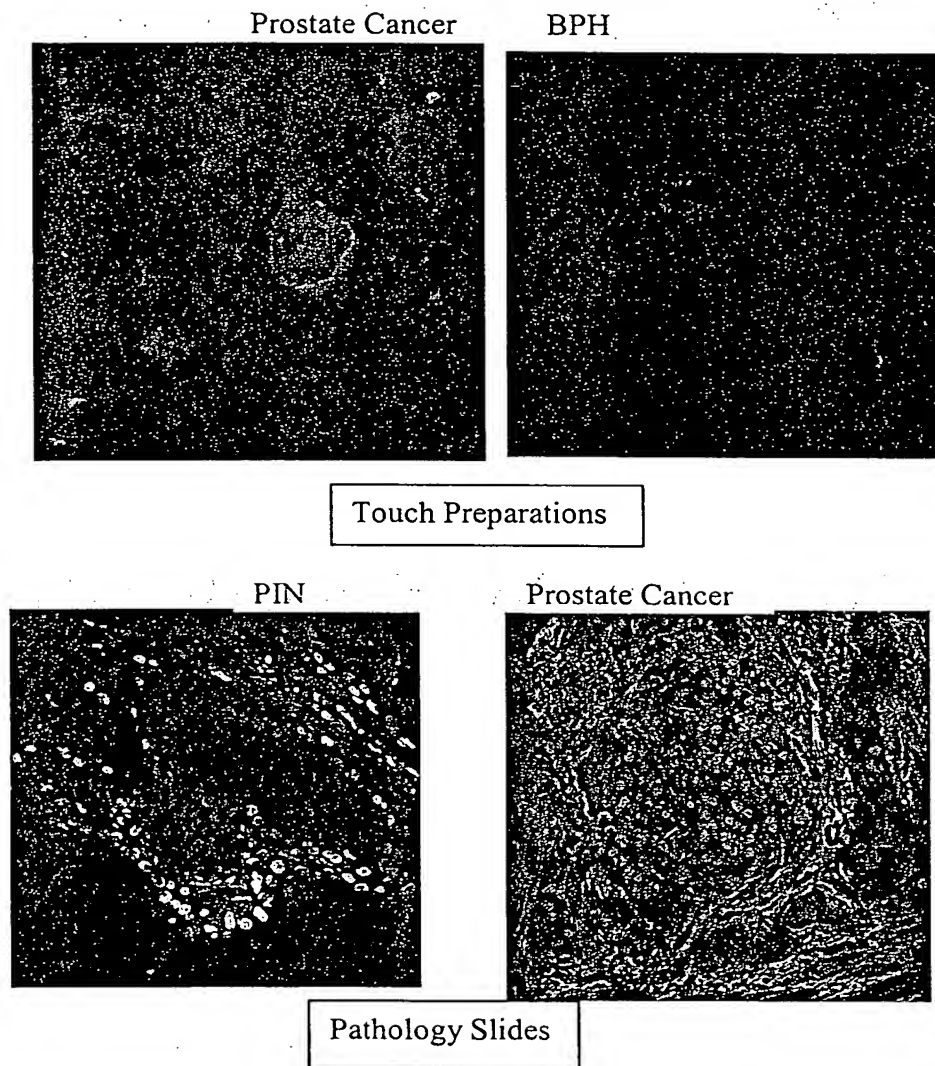 Prostate Cancer BPH
Touch Preparations
PIN Prostate Cancer
Pathology Slides